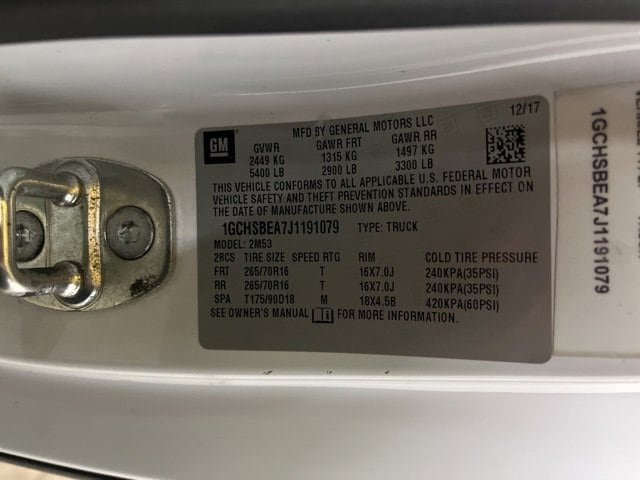 GM
MFD BY GENERAL MOTORS LLC
12/17
GVWR GAWR FRT GAWR RR
2449 KG 1315 KG 1497 KG
5400 LB 2900 LB 3300 LB
THIS VEHICLE CONFORMS TO ALL APPLICABLE U.S. FEDERAL MOTOR
VEHICLE SAFETY AND THEFT PREVENTION STANDARDS IN EFFECT ON
THE DATE OF MANUFACTURE SHOWN ABOVE.
1GCHSBEA7J1191079 TYPE: TRUCK
MODEL: 2M53
2RCS TIRE SIZE SPEED RTG RIM COLD TIRE PRESSURE
FRT 265/70R16 T 16X7.0J 240KPA(35PSI)
RR 265/70R16 T 16X7.0J 240KPA(35PSI)
SPA T175/90D18 M 18X4.5B 420KPA(60PSI)
SEE OWNER'S MANUAL FOR MORE INFORMATION.
1GCHSBEA7J1191079